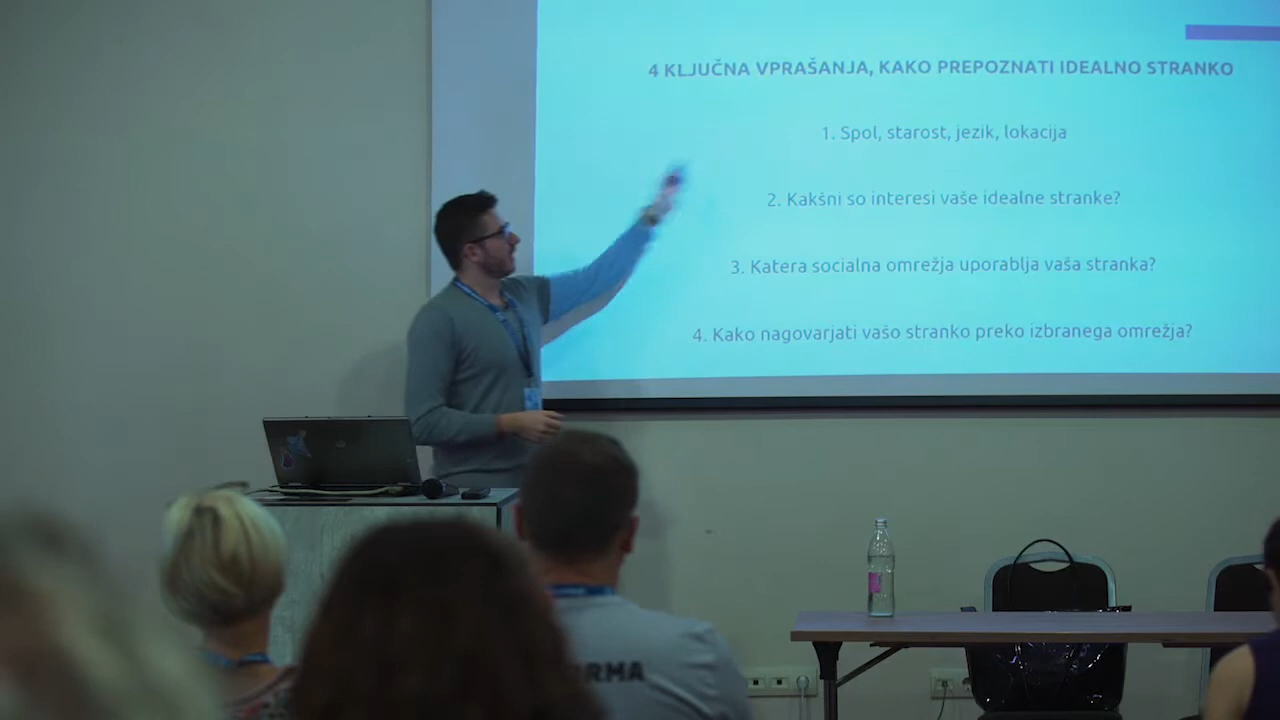 4 KLJUČNA VPRAŠANJA, KAKO PREPOZNATI IDEALNO STRANKO
1. Spol, starost, jezik, lokacija
2. Kakšni so interesi vaše idealne stranke?
3. Katera socialna omrežja uporablja vaša stranka?
4. Kako nagovarjati vašo stranko preko izbranega omrežja?